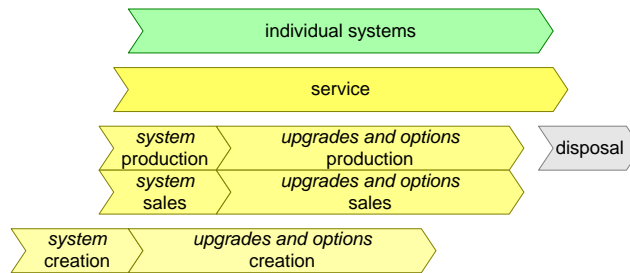 individual systems
service
system
production
upgrades and options
production
disposal
system
sales
upgrades and options
sales
system
creation
upgrades and options
creation